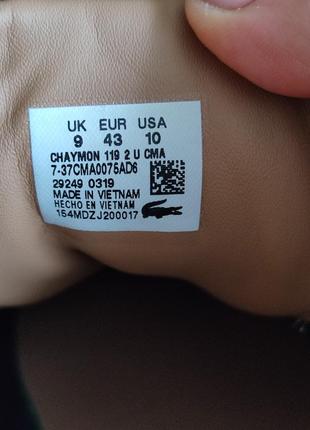 UK EUR USA
9 43 10
CHAYMON 119 2 U CMA
7-37CMA0075AD6
29249 0319
MADE IN VIETNAM
HECHO EN VIETNAM
154MDZJ200017